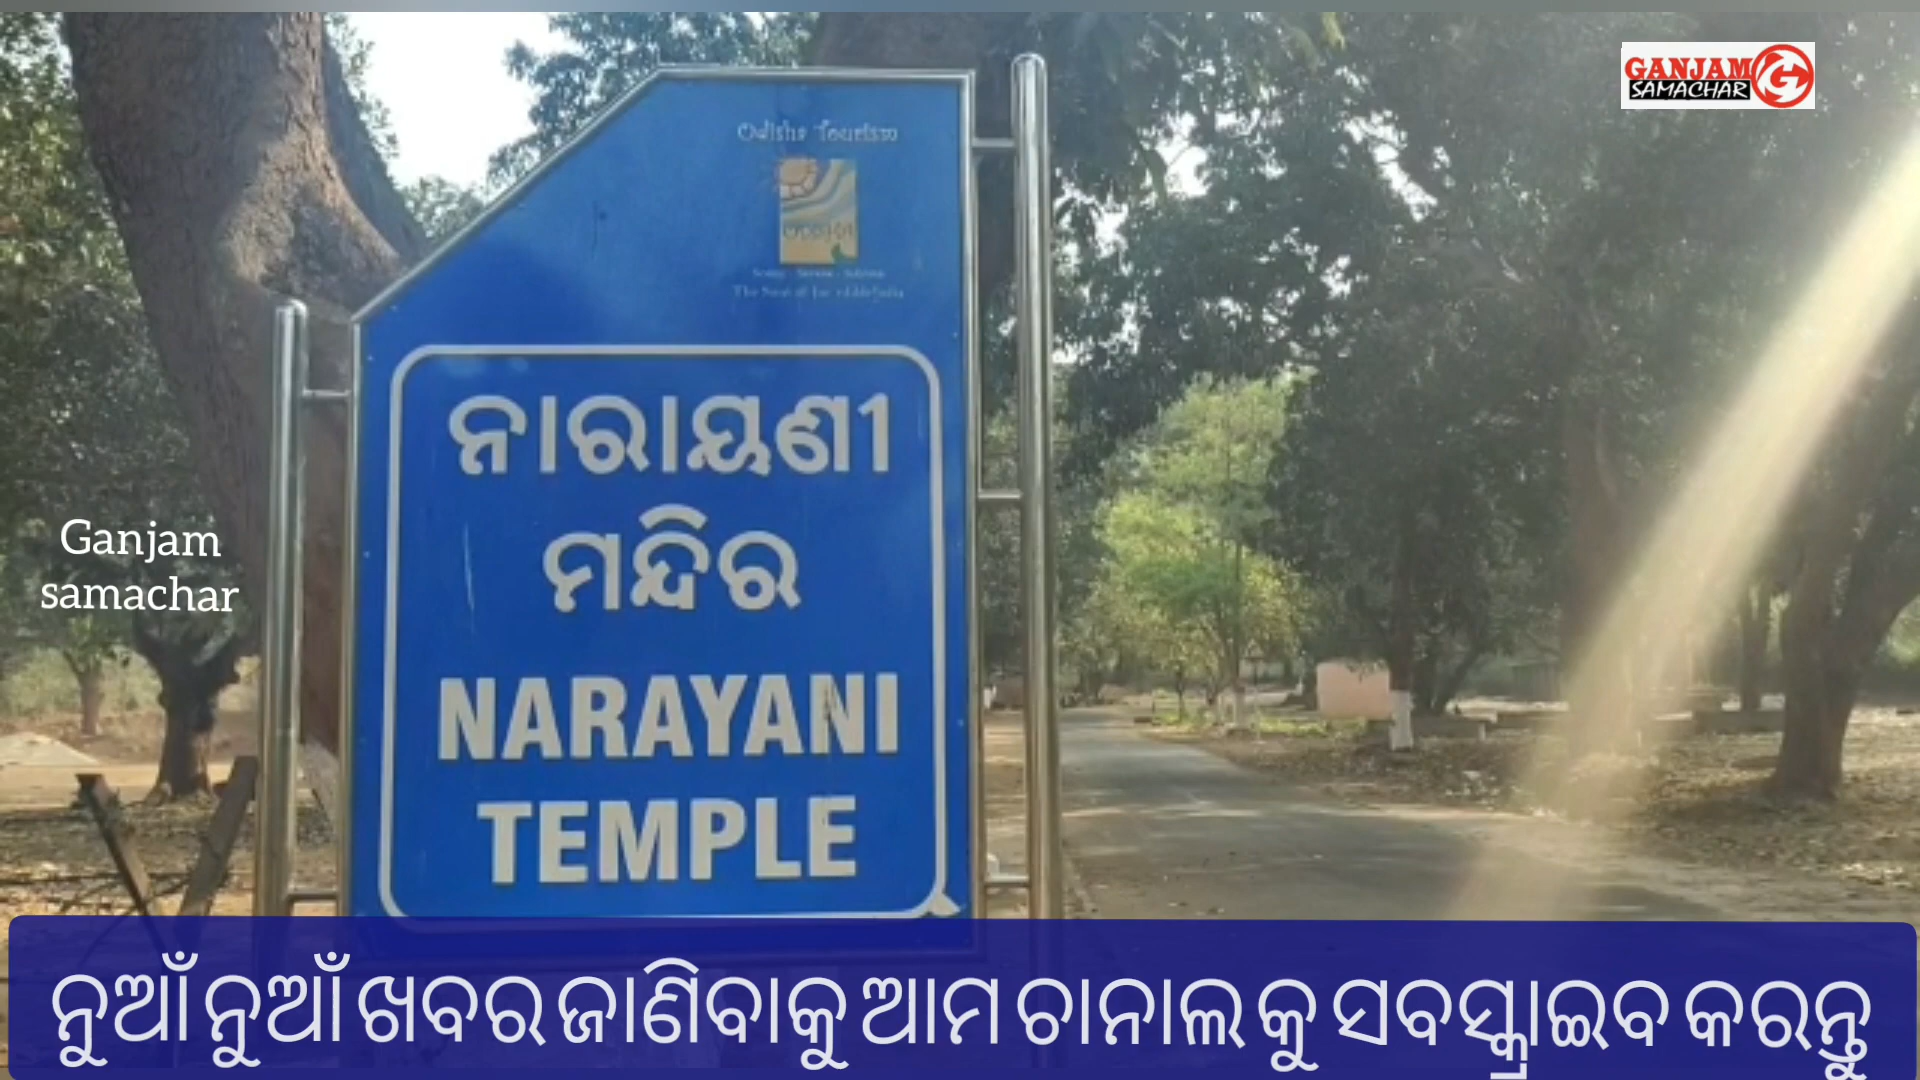 GANJAM
SAMACHAR
Odisha Tourism
ନାରାୟଣୀ
ମନ୍ଦିର
NARAYANI
TEMPLE
Ganjam
samachar
ନୁଆଁ ନୁଆଁ ଖବର ଜାଣିବାକୁ ଆମ ଚାନାଲ କୁ ସବସ୍କ୍ରାଇବ କରନ୍ତୁ